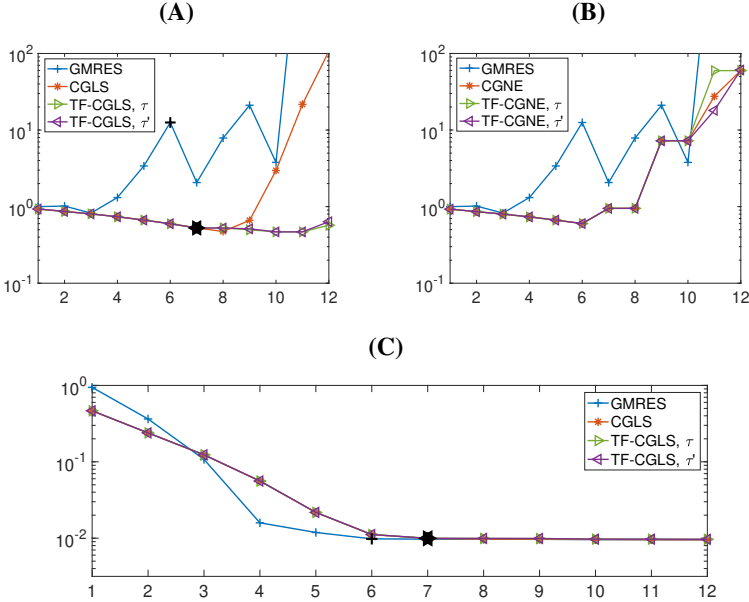 (A)
10^2
10^1
10^0
10^-1
GMRES
CGLS
TF-CGLS, τ
TF-CGLS, τ'
2 4 6 8 10 12
(B)
10^2
10^1
10^0
10^-1
GMRES
CGNE
TF-CGNE, τ
TF-CGNE, τ'
2 4 6 8 10 12
(C)
10^0
10^-1
10^-2
GMRES
CGLS
TF-CGLS, τ
TF-CGLS, τ'
1 2 3 4 5 6 7 8 9 10 11 12